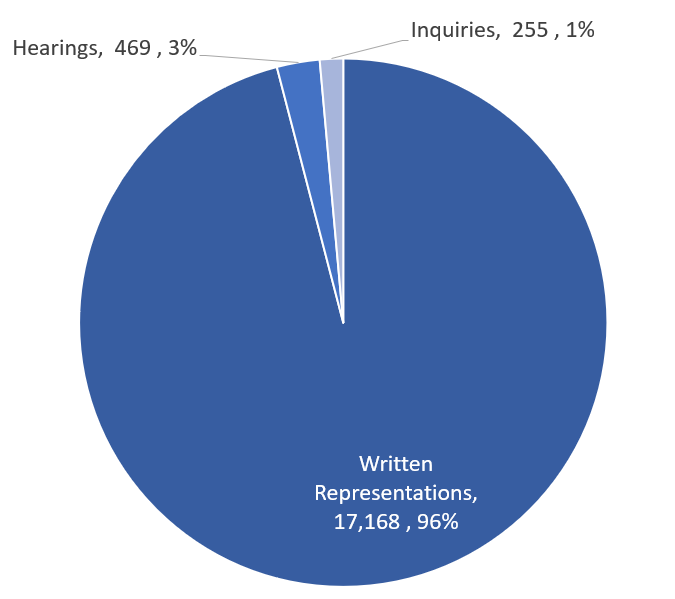 Inquiries,  255 , 1%
Hearings,  469 , 3%
Written
Representations,
17,168 , 96%